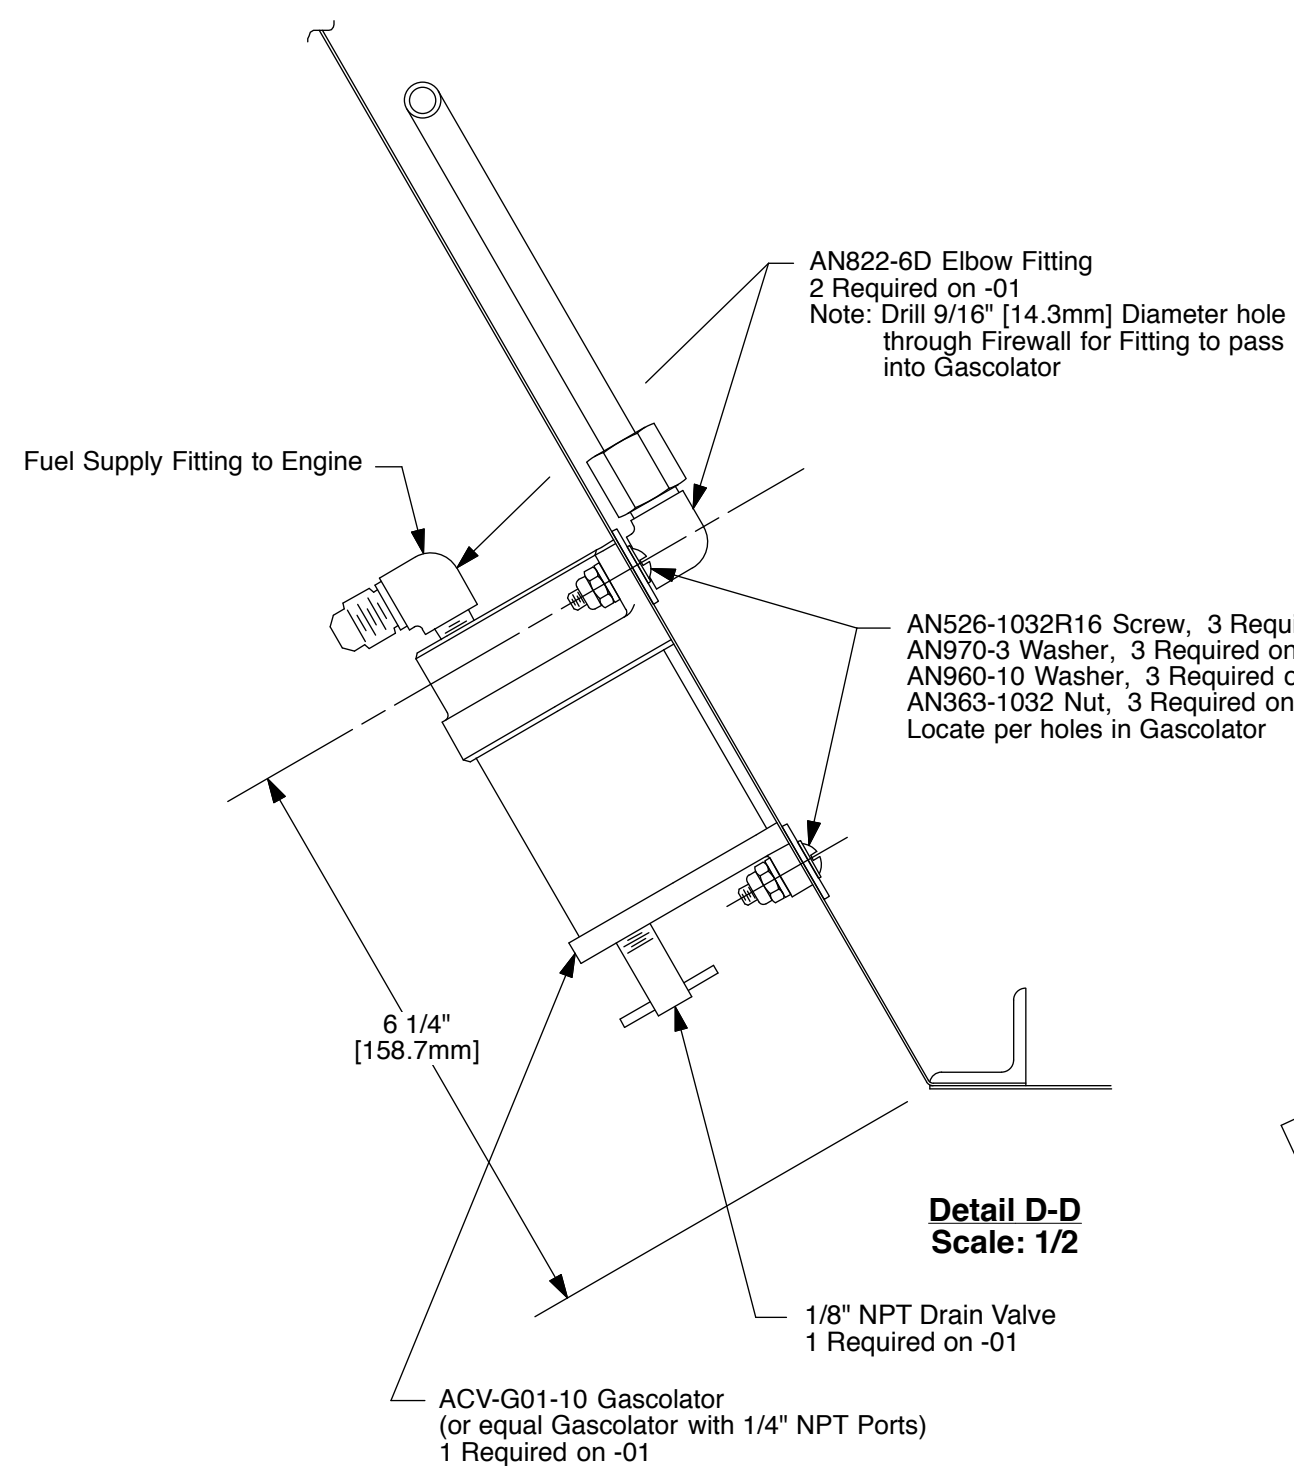 AN822-6D Elbow Fitting
2 Required on -01
Note: Drill 9/16" [14.3mm] Diameter hole
through Firewall for Fitting to pass
into Gascolator
Fuel Supply Fitting to Engine
AN526-1032R16 Screw, 3
AN970-3 Washer, 3 Required on
AN960-10 Washer, 3 Required
AN363-1032 Nut, 3 Required on
Locate per holes in Gascolator
6 1/4"
[158.7mm]
Detail D-D
Scale: 1/2
1/8" NPT Drain Valve
1 Required on -01
ACV-G01-10 Gascolator
(or equal Gascolator with 1/4" NPT Ports)
1 Required on -01